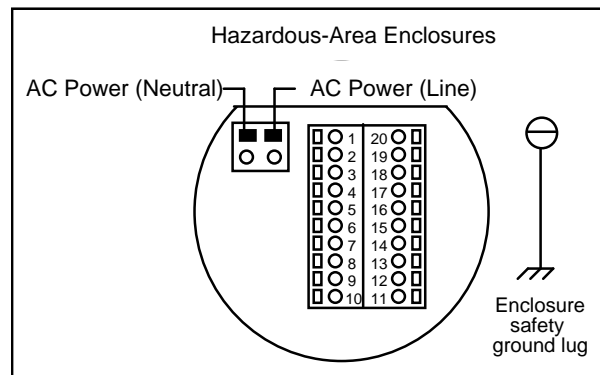 Hazardous-Area Enclosures
AC Power (Neutral) AC Power (Line)
1 20
2 19
3 18
4 17
5 16
6 15
7 14
8 13
9 12
10 11
Enclosure
safety
ground lug